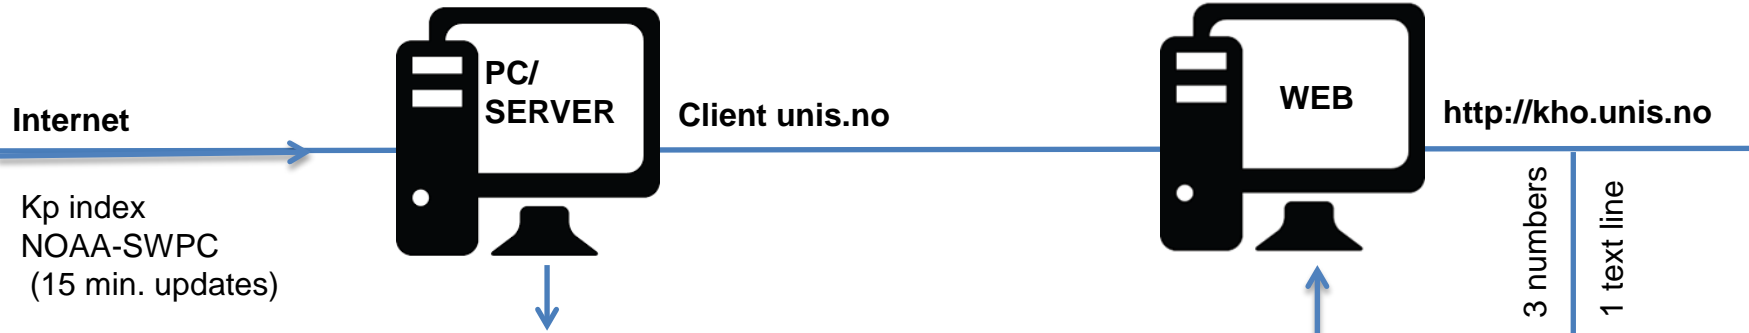 Internet
Kp index
NOAA-SWPC
(15 min. updates)
PC/
SERVER
Client unis.no
WEB
http://kho.unis.no
3 numbers
1 text line